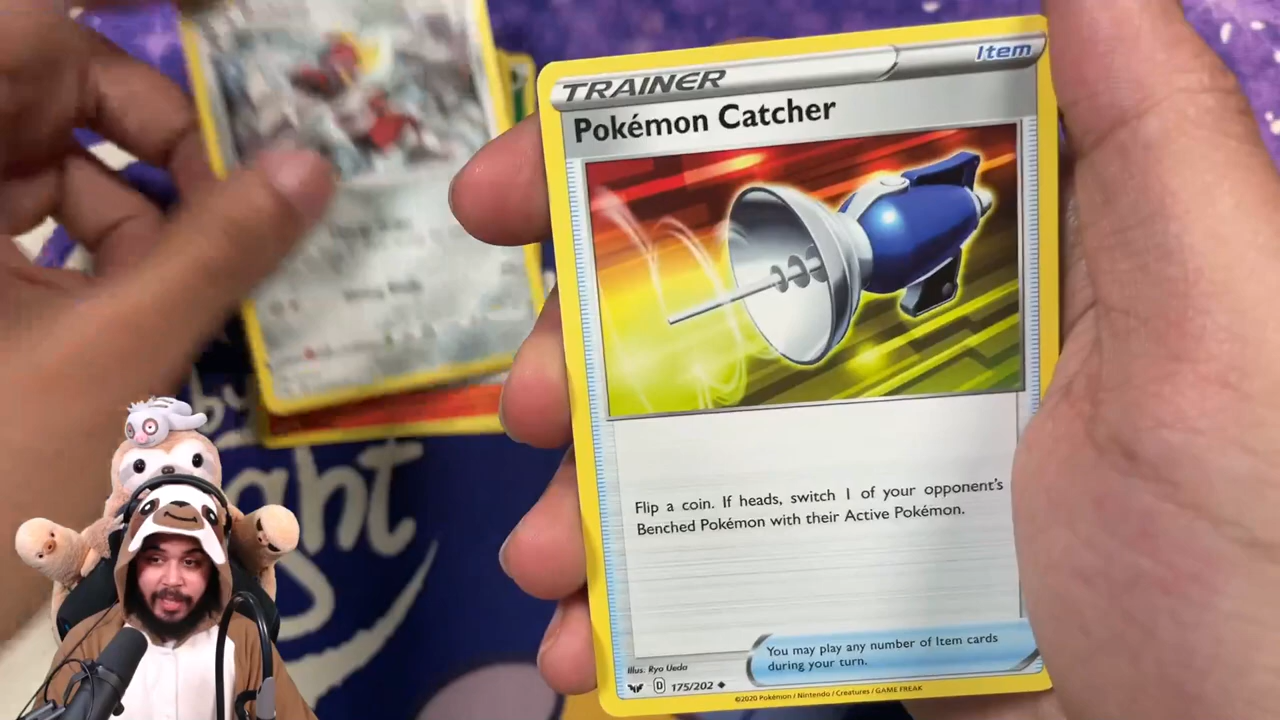 TRAINER
Item
Pokémon Catcher
Flip a coin. If heads, switch 1 of your opponent's
Benched Pokémon with their Active Pokémon.
You may play any number of Item cards
during your turn.
Illus. Ryo Ueda
D 175/202
©2020 Pokémon / Nintendo / Creatures / GAME FREAK
by